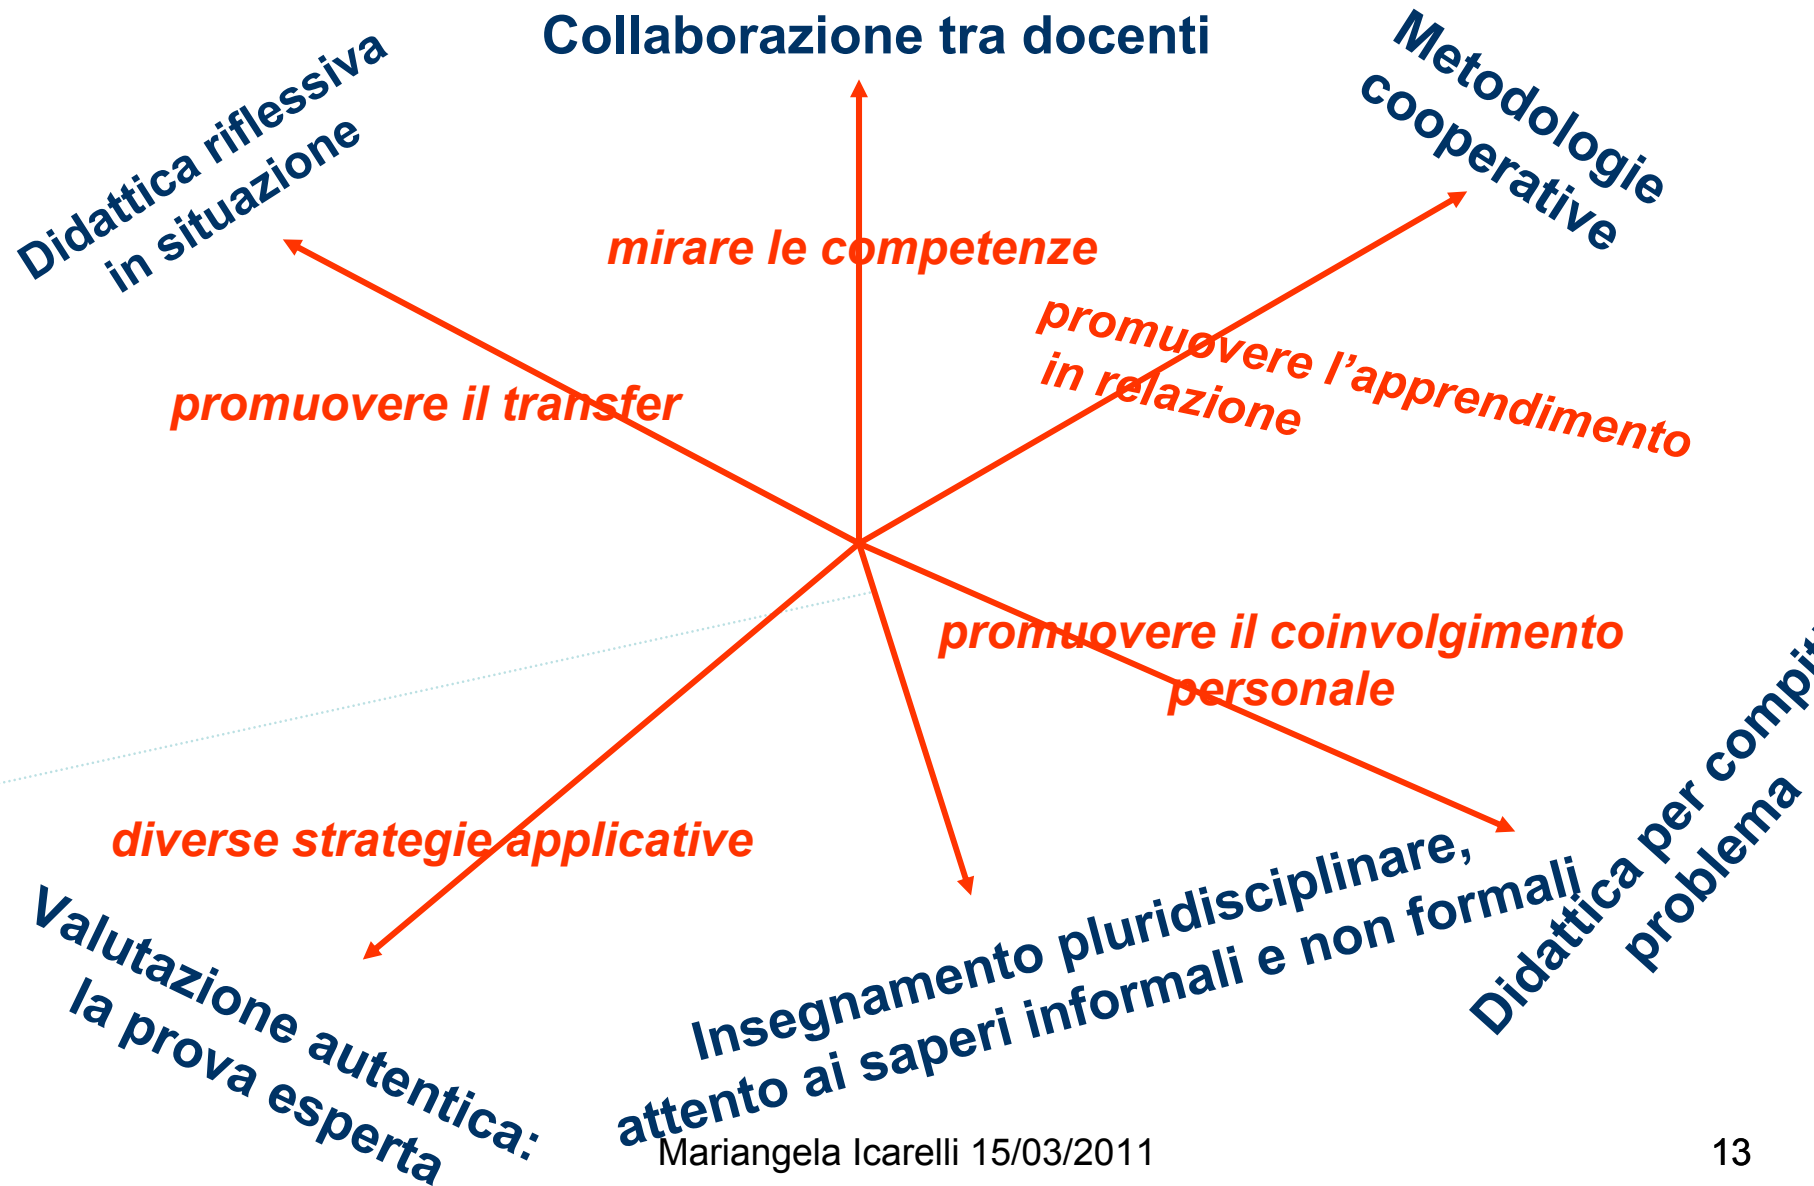 Collaborazione tra docenti
Didattica riflessiva
in situazione
Metodologie
cooperative
mirare le competenze
promuovere l’apprendimento
in relazione
promuovere il transfer
promuovere il coinvolgimento
personale
diverse strategie applicative
Valutazione autentica:
la prova esperta
Insegnamento pluridisciplinare,
attento ai saperi informali e non formali
Didattica per
problema
Mariangela Icarelli 15/03/2011
13